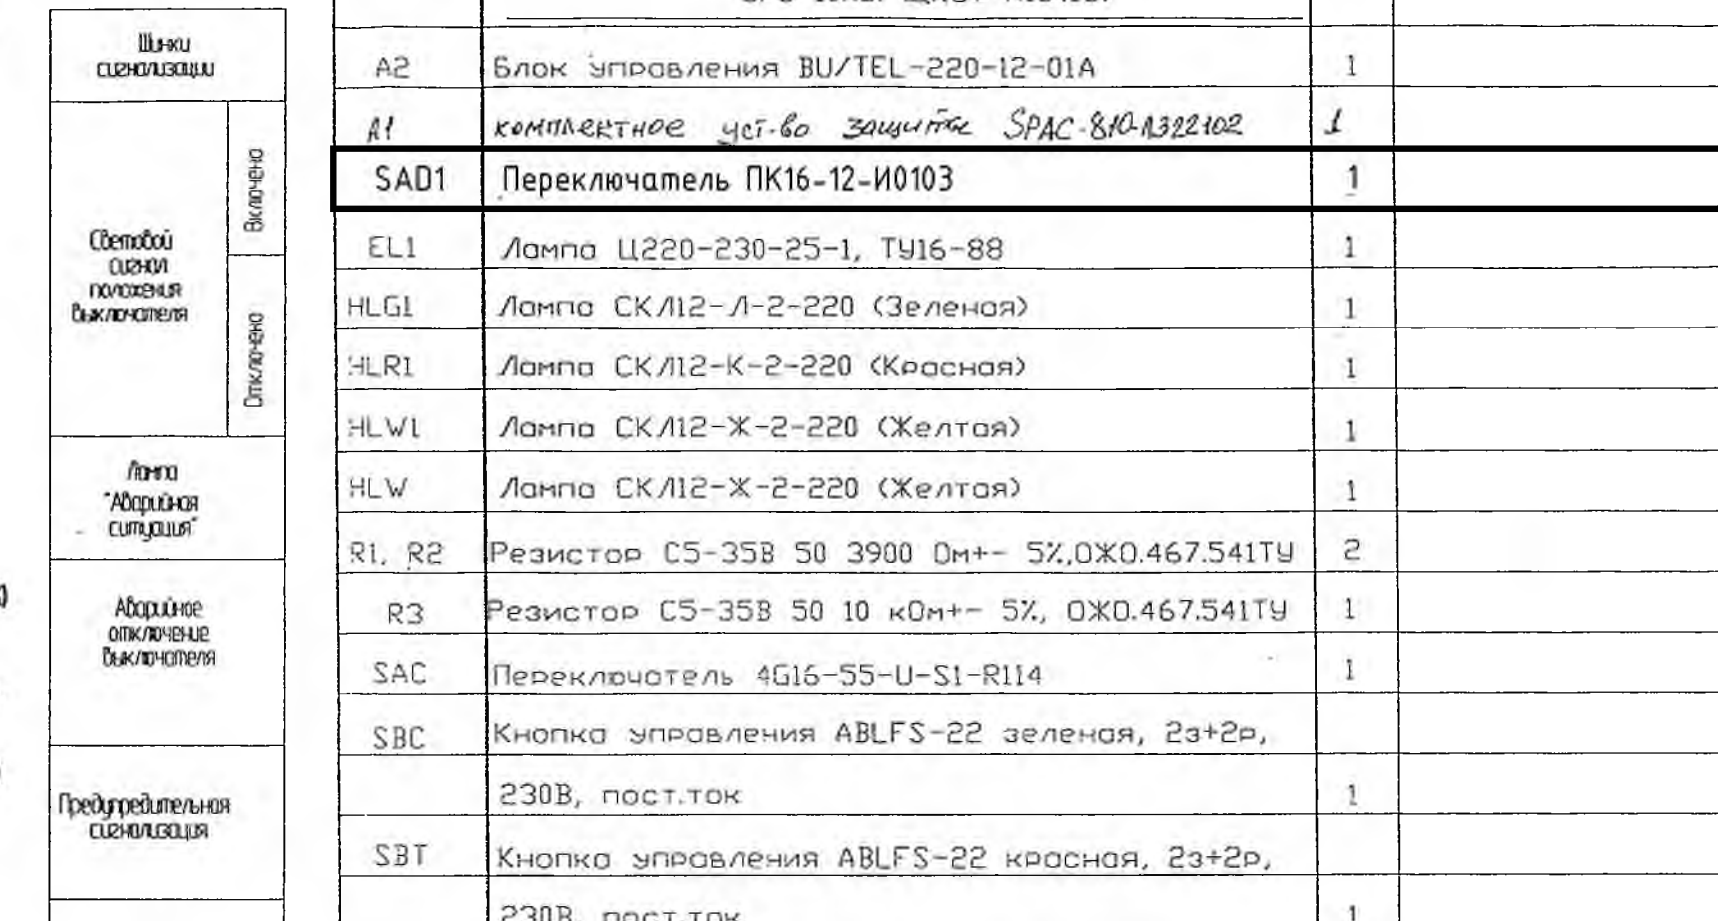 Шинки
сигнализации
Световой
сигнал
положения
Выключателя
Включено
Отключено
Лампа
"Аварийная
ситуация"
Аварийное
отключение
Выключателя
Предупредительная
сигнализация
A2 Блок управления BU/TEL-220-12-01A 1
A1 комплектное уст-во защиты SPAC-810- 1
SAD1 Переключатель ПК16-12-И0103 1
EL1 Лампа Ц220-230-25-1, ТУ16-88 1
HLG1 Лампа СКЛ12-Л-2-220 (Зеленая) 1
HLR1 Лампа СКЛ12-К-2-220 (Красная) 1
HLW1 Лампа СКЛ12-Ж-2-220 (Желтая) 1
HLW Лампа СКЛ12-Ж-2-220 (Желтая) 1
R1, R2 Резистор С5-35В 50 3900 Ом+- 5%,ОЖО.467.541ТУ 2
R3 Резистор С5-35В 50 10 кОм+- 5%, ОЖО.467.541ТУ 1
SAC Переключатель 4G16-55-U-S1-R114 1
SBC Кнопка управления ABLFS-22 зеленая, 2з+2р,
230В, пост.ток 1
SBT Кнопка управления ABLFS-22 красная, 2з+2р,
230В, пост.ток 1